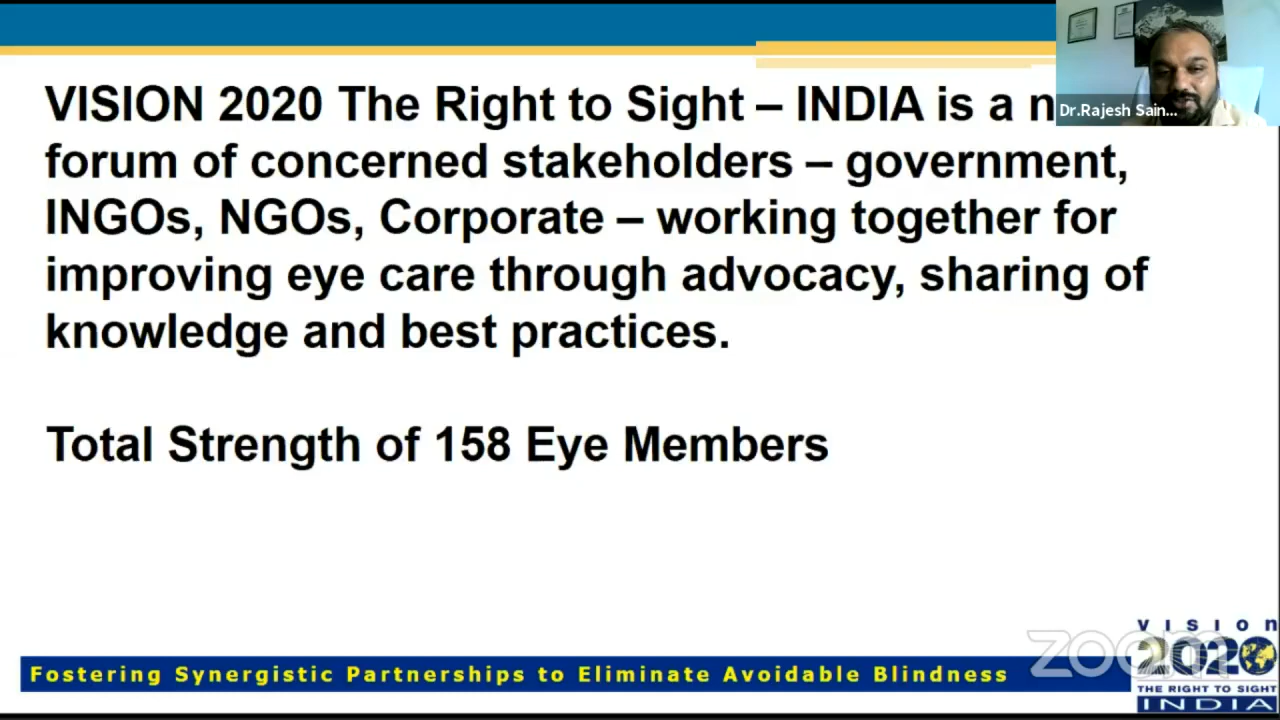 VISION 2020 The Right to Sight – INDIA is a n
forum of concerned stakeholders – government,
INGOs, NGOs, Corporate – working together for
improving eye care through advocacy, sharing of
knowledge and best practices.
Total Strength of 158 Eye Members
Dr.Rajesh Sain...
Fostering Synergistic Partnerships to Eliminate Avoidable Blindness
zoom
VISION
2020
THE RIGHT TO SIGHT
INDIA